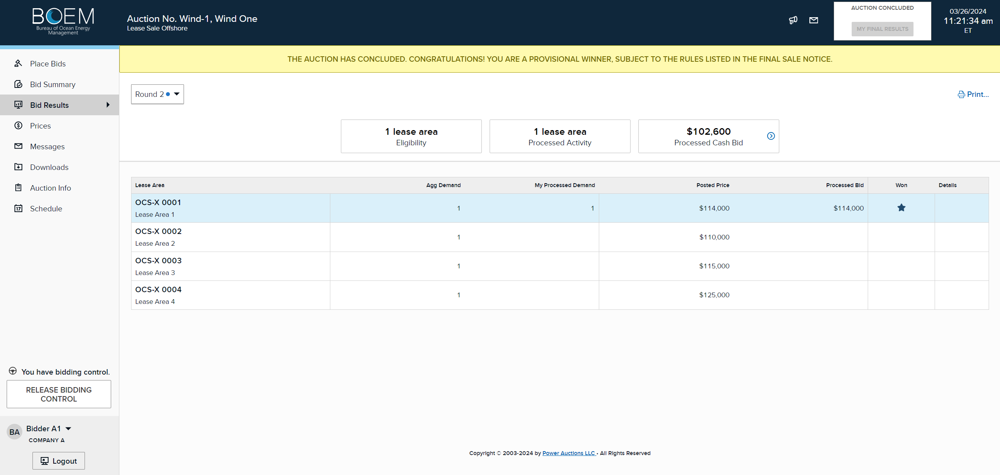 BOEM
Bureau of Ocean Energy
Management
Auction No. Wind-1, Wind One
Lease Sale Offshore
AUCTION CONCLUDED
MY FINAL RESULTS
03/26/2024
11:21:34 am
ET
Place Bids
Bid Summary
Bid Results
Prices
Messages
Downloads
Auction Info
17 Schedule
You have bidding control.
RELEASE BIDDING
CONTROL
BA Bidder A1
COMPANY A
Logout
THE AUCTION HAS CONCLUDED. CONGRATULATIONS! YOU ARE A PROVISIONAL WINNER, SUBJECT TO THE RULES LISTED IN THE FINAL SALE NOTICE.
Round 2
Print...
1 lease area
Eligibility
1 lease area
Processed Activity
$102,600
Processed Cash Bid
Lease Area Agg Demand My Processed Demand Posted Price Processed Bid Won Details
OCS-X 0001
Lease Area 1
1 1 $114,000 $114,000
OCS-X 0002
Lease Area 2
1 $110,000
OCS-X 0003
Lease Area 3
1 $115,000
OCS-X 0004
Lease Area 4
1 $125,000
Copyright © 2003-2024 by Power Auctions LLC • All Rights Reserved